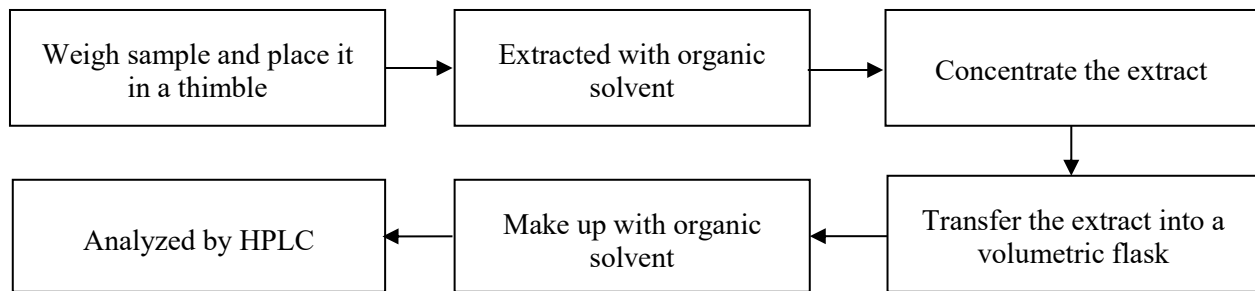 Weigh sample and place it
in a thimble
Extracted with organic
solvent
Concentrate the extract
Transfer the extract into a
volumetric flask
Make up with organic
solvent
Analyzed by HPLC